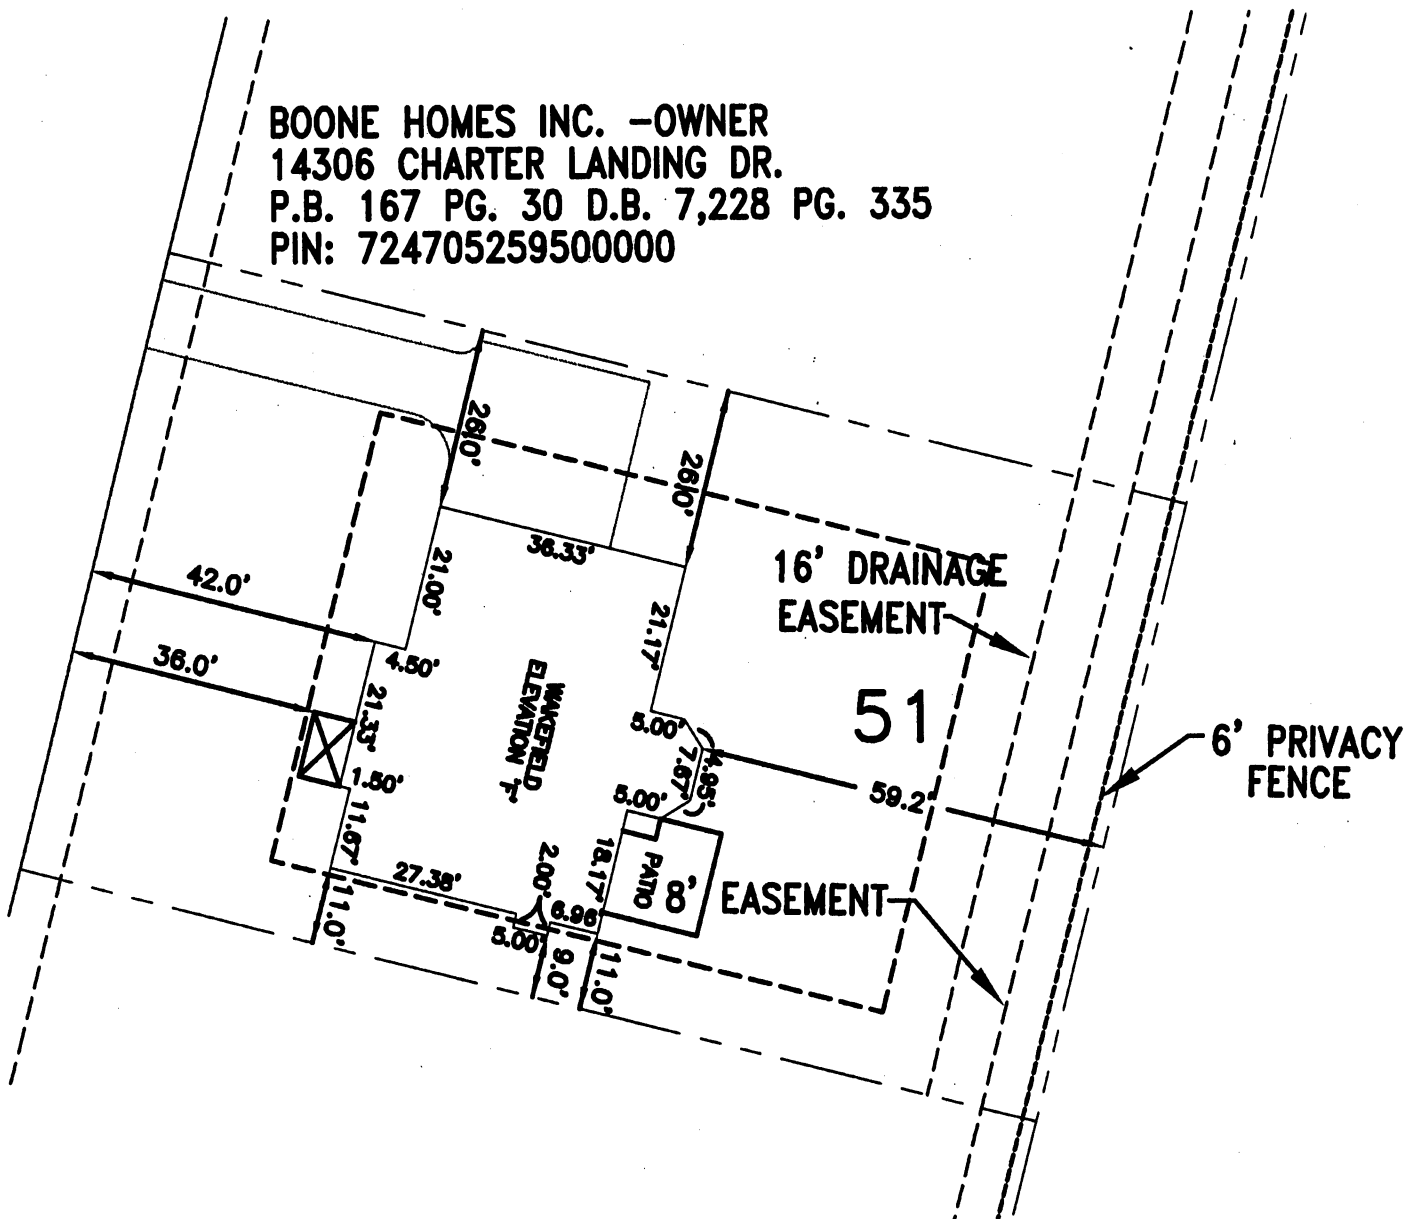 BOONE HOMES INC. -OWNER
14306 CHARTER LANDING DR.
P.B. 167 PG. 30 D.B. 7,228 PG. 335
PIN: 724705259500000
26.0'
26.0'
36.33'
21.00'
42.0'
4.50'
36.0'
21.33'
1.50'
11.67'
WAKEFIELD
ELEVATION
21.17'
5.00'
7.67'
4.95'
5.00'
59.2'
51
16' DRAINAGE
EASEMENT
6' PRIVACY
FENCE
18.17'
PATIO
8'
EASEMENT
27.38'
2.00'
5.00'
6.96'
11.0'
9.0'
11.0'